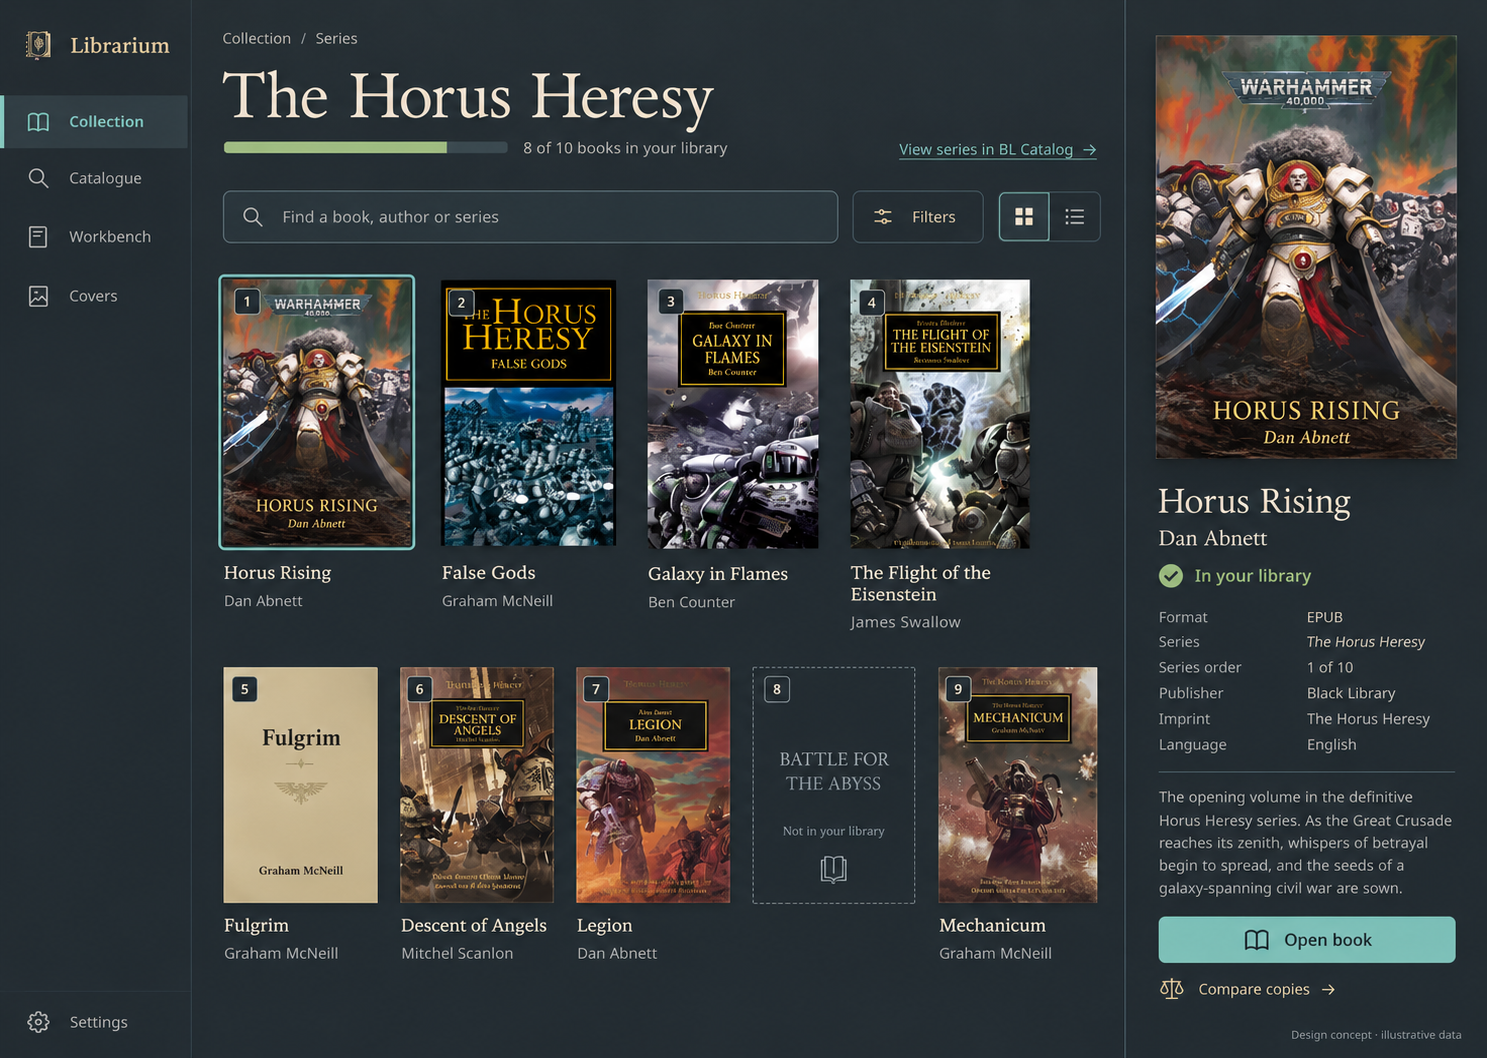 Librarium
Collection
Catalogue
Workbench
Covers
Settings
Collection / Series
The Horus Heresy
8 of 10 books in your library
View series in BL Catalog →
Find a book, author or series
Filters
1
WARHAMMER
40,000
HORUS RISING
Dan Abnett
Horus Rising
Dan Abnett
2
THE HORUS
HERESY
FALSE GODS
False Gods
Graham McNeill
3
HORUS HERESY
Ben Counter
GALAXY IN
FLAMES
Ben Counter
Galaxy in Flames
Ben Counter
4
THE FLIGHT OF
THE EISENSTEIN
Swallow
The Flight of the
Eisenstein
James Swallow
5
Fulgrim
Graham McNeill
Fulgrim
Graham McNeill
6
DESCENT OF
ANGELS
Descent of Angels
Mitchel Scanlon
7
LEGION
Dan Abnett
Legion
Dan Abnett
8
BATTLE FOR
THE ABYSS
Not in your library
9
The Horus Heresy
MECHANICUM
Graham McNeill
Mechanicum
Graham McNeill
WARHAMMER
40,000
HORUS RISING
Dan Abnett
Horus Rising
Dan Abnett
In your library
Format EPUB
Series The Horus Heresy
Series order 1 of 10
Publisher Black Library
Imprint The Horus Heresy
Language English
The opening volume in the definitive
Horus Heresy series. As the Great Crusade
reaches its zenith, whispers of betrayal
begin to spread, and the seeds of a
galaxy-spanning civil war are sown.
Open book
Compare copies →
Design concept · illustrative data